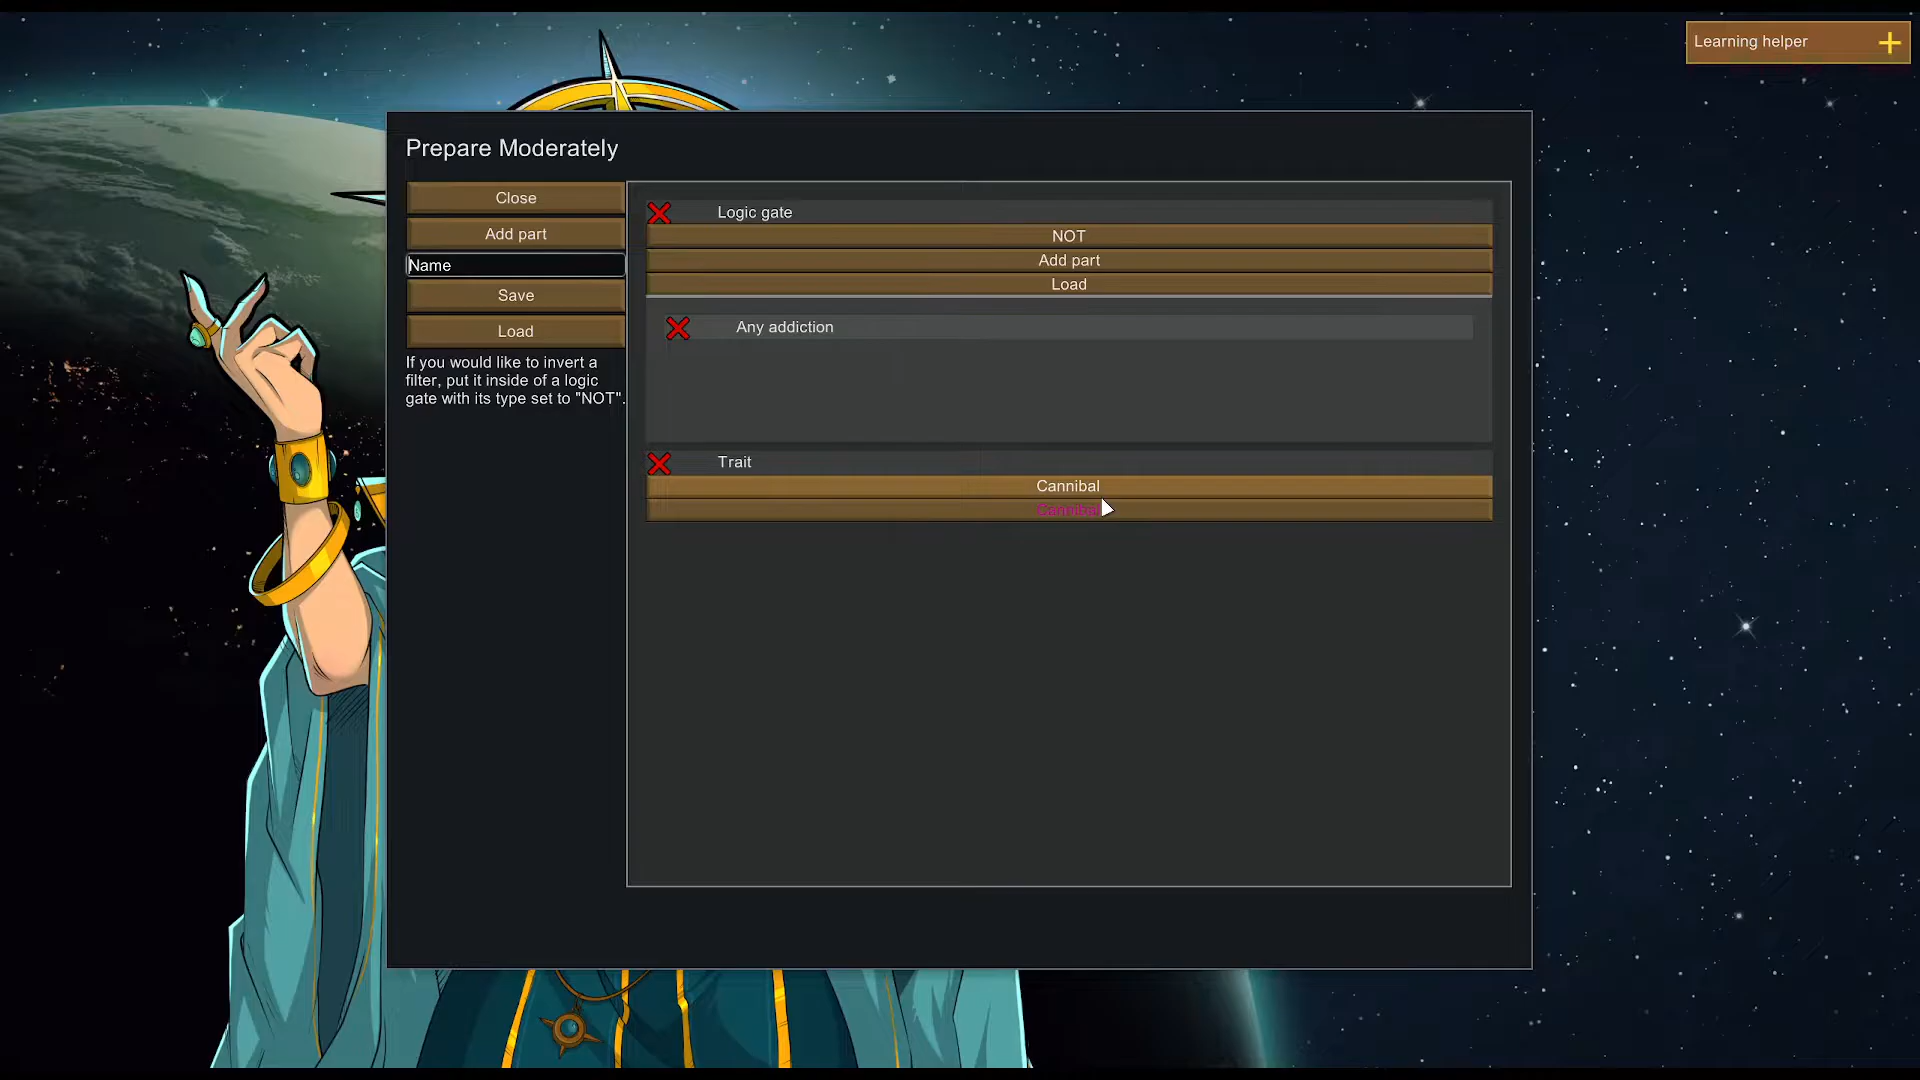 Learning helper
Prepare Moderately
Close
Add part
Name
Save
Load
If you would like to invert a
filter, put it inside of a logic
gate with its type set to "NOT".
Logic gate
NOT
Add part
Load
Any addiction
Trait
Cannibal
Cannibal